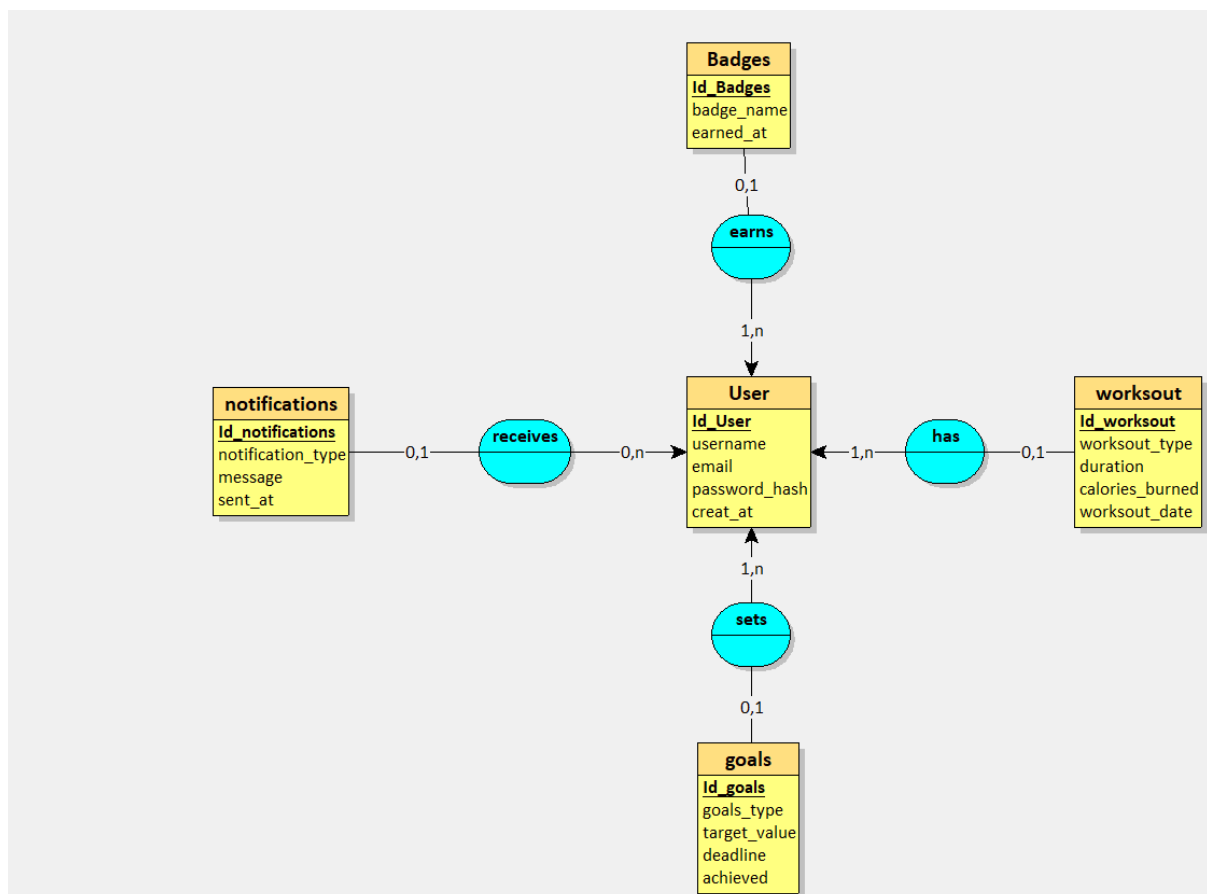 Badges
Id_Badges
badge_name
earned_at
0,1
earns
1,n
notifications
Id_notifications
notification_type
message
sent_at
0,1
receives
0,n
User
Id_User
username
email
password_hash
creat_at
1,n
has
0,1
worksout
Id_worksout
worksout_type
duration
calories_burned
worksout_date
1,n
sets
0,1
goals
Id_goals
goals_type
target_value
deadline
achieved